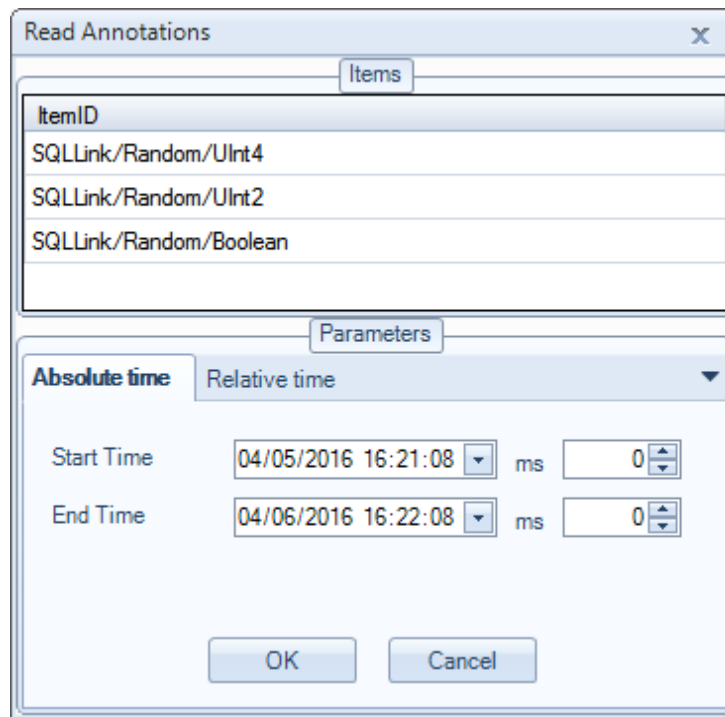 Read Annotations
Items
ItemID
SQLLink/Random/UInt4
SQLLink/Random/UInt2
SQLLink/Random/Boolean
Parameters
Absolute time Relative time
Start Time 04/05/2016 16:21:08 ms 0
End Time 04/06/2016 16:22:08 ms 0
OK Cancel